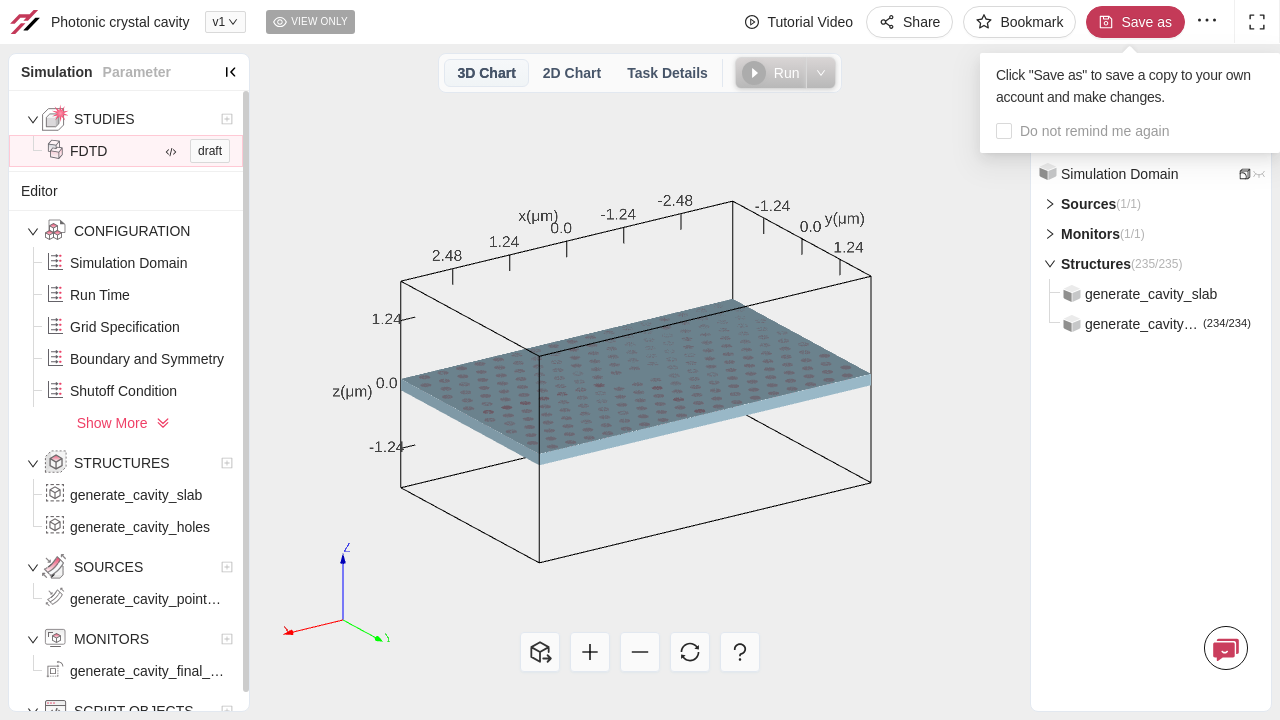 Photonic crystal cavity
v1
VIEW ONLY
Tutorial Video
Share
Bookmark
Save as
Click "Save as" to save a copy to your own
account and make changes.
Do not remind me again
Simulation
Parameter
STUDIES
FDTD
draft
Editor
CONFIGURATION
Simulation Domain
Run Time
Grid Specification
Boundary and Symmetry
Shutoff Condition
Show More
STRUCTURES
generate_cavity_slab
generate_cavity_holes
SOURCES
generate_cavity_point…
MONITORS
generate_cavity_final_…
SCRIPT OBJECTS
3D Chart
2D Chart
Task Details
Run
x(μm)
2.48
1.24
0.0
-1.24
-2.48
y(μm)
-1.24
0.0
1.24
z(μm)
1.24
0.0
-1.24
Z
X
Y
Simulation Domain
Sources(1/1)
Monitors(1/1)
Structures(235/235)
generate_cavity_slab
generate_cavity… (234/234)